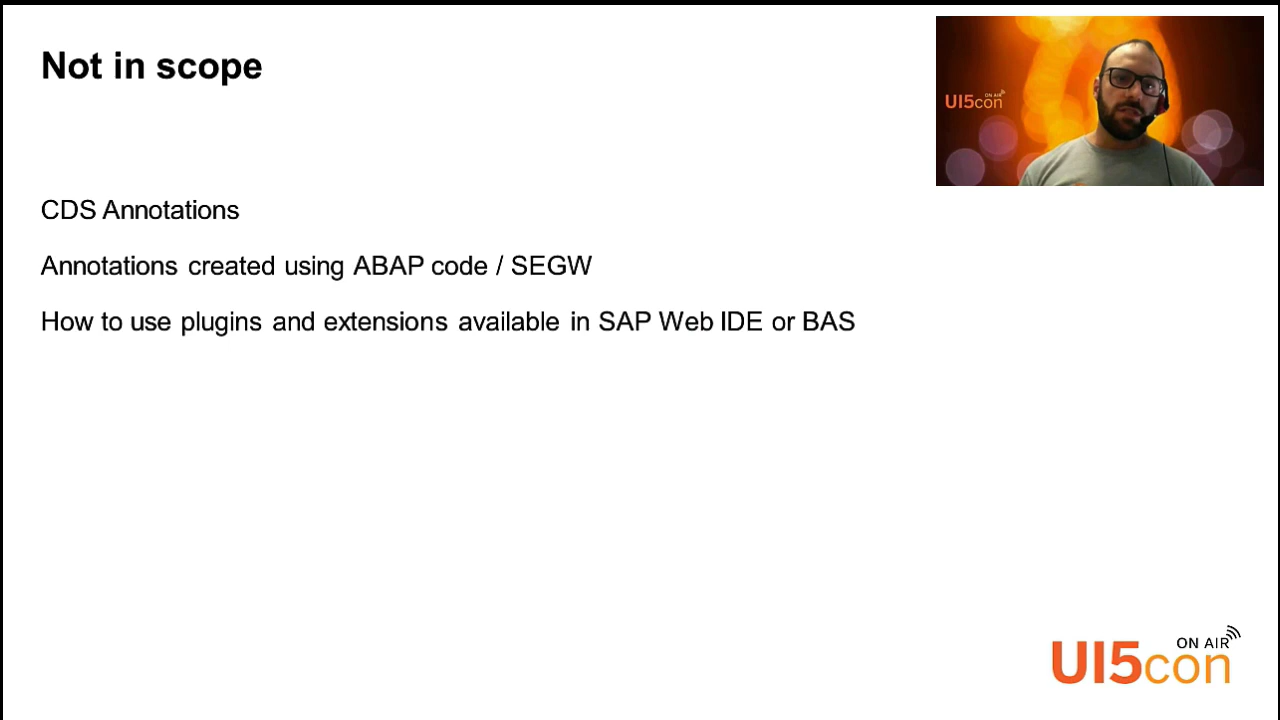 Not in scope
ON AIR
UI5con
CDS Annotations
Annotations created using ABAP code / SEGW
How to use plugins and extensions available in SAP Web IDE or BAS
ON AIR
UI5con